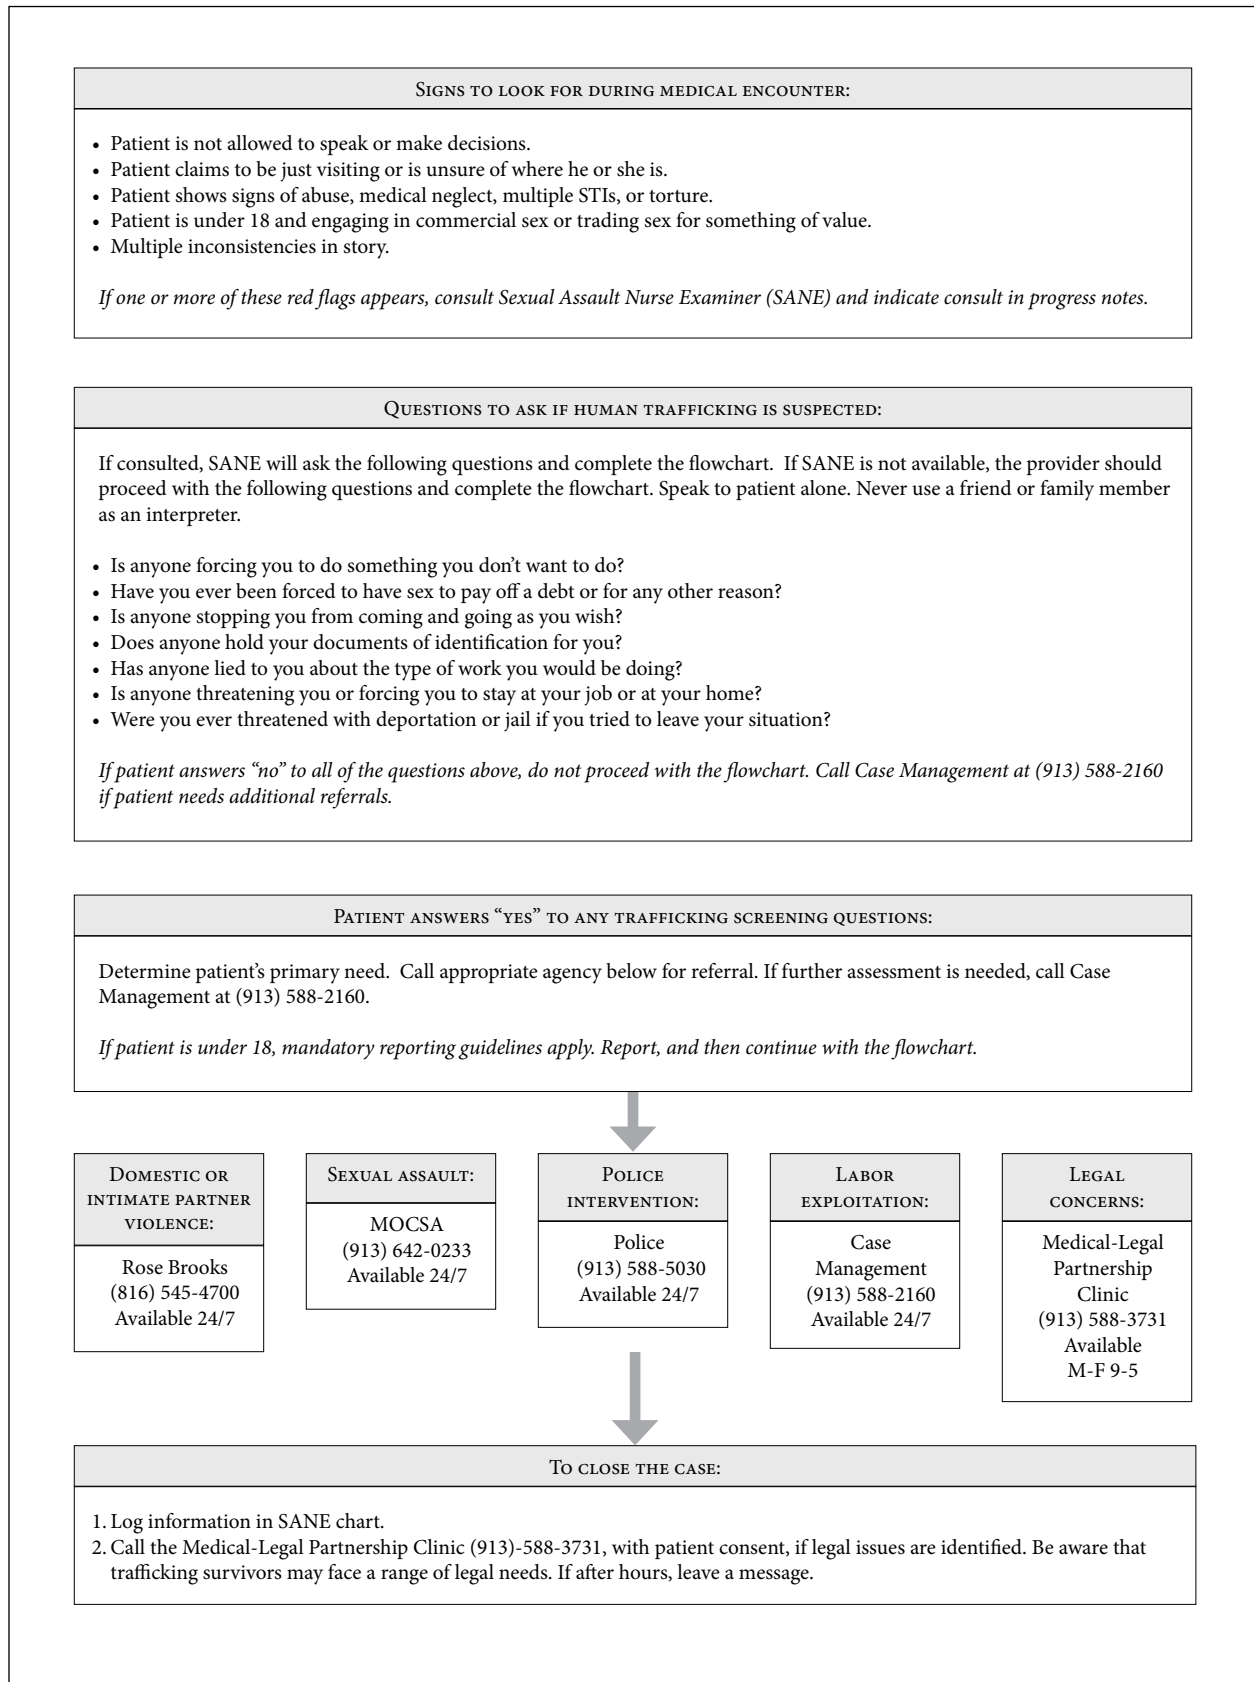 Signs to look for during medical encounter:
• Patient is not allowed to speak or make decisions.
• Patient claims to be just visiting or is unsure of where he or she is.
• Patient shows signs of abuse, medical neglect, multiple STIs, or torture.
• Patient is under 18 and engaging in commercial sex or trading sex for something of value.
• Multiple inconsistencies in story.
If one or more of these red flags appears, consult Sexual Assault Nurse Examiner (SANE) and indicate consult in progress notes.
Questions to ask if human trafficking is suspected:
If consulted, SANE will ask the following questions and complete the flowchart. If SANE is not available, the provider should
proceed with the following questions and complete the flowchart. Speak to patient alone. Never use a friend or family member
as an interpreter.
• Is anyone forcing you to do something you don’t want to do?
• Have you ever been forced to have sex to pay off a debt or for any other reason?
• Is anyone stopping you from coming and going as you wish?
• Does anyone hold your documents of identification for you?
• Has anyone lied to you about the type of work you would be doing?
• Is anyone threatening you or forcing you to stay at your job or at your home?
• Were you ever threatened with deportation or jail if you tried to leave your situation?
If patient answers “no” to all of the questions above, do not proceed with the flowchart. Call Case Management at (913) 588-2160
if patient needs additional referrals.
Patient answers “yes” to any trafficking screening questions:
Determine patient’s primary need. Call appropriate agency below for referral. If further assessment is needed, call Case
Management at (913) 588-2160.
If patient is under 18, mandatory reporting guidelines apply. Report, and then continue with the flowchart.
Domestic or
intimate partner
violence:
Rose Brooks
(816) 545-4700
Available 24/7
Sexual assault:
MOCSA
(913) 642-0233
Available 24/7
Police
intervention:
Police
(913) 588-5030
Available 24/7
Labor
exploitation:
Case
Management
(913) 588-2160
Available 24/7
Legal
concerns:
Medical-Legal
Partnership
Clinic
(913) 588-3731
Available
M-F 9-5
To close the case:
1. Log information in SANE chart.
2. Call the Medical-Legal Partnership Clinic (913)-588-3731, with patient consent, if legal issues are identified. Be aware that
trafficking survivors may face a range of legal needs. If after hours, leave a message.